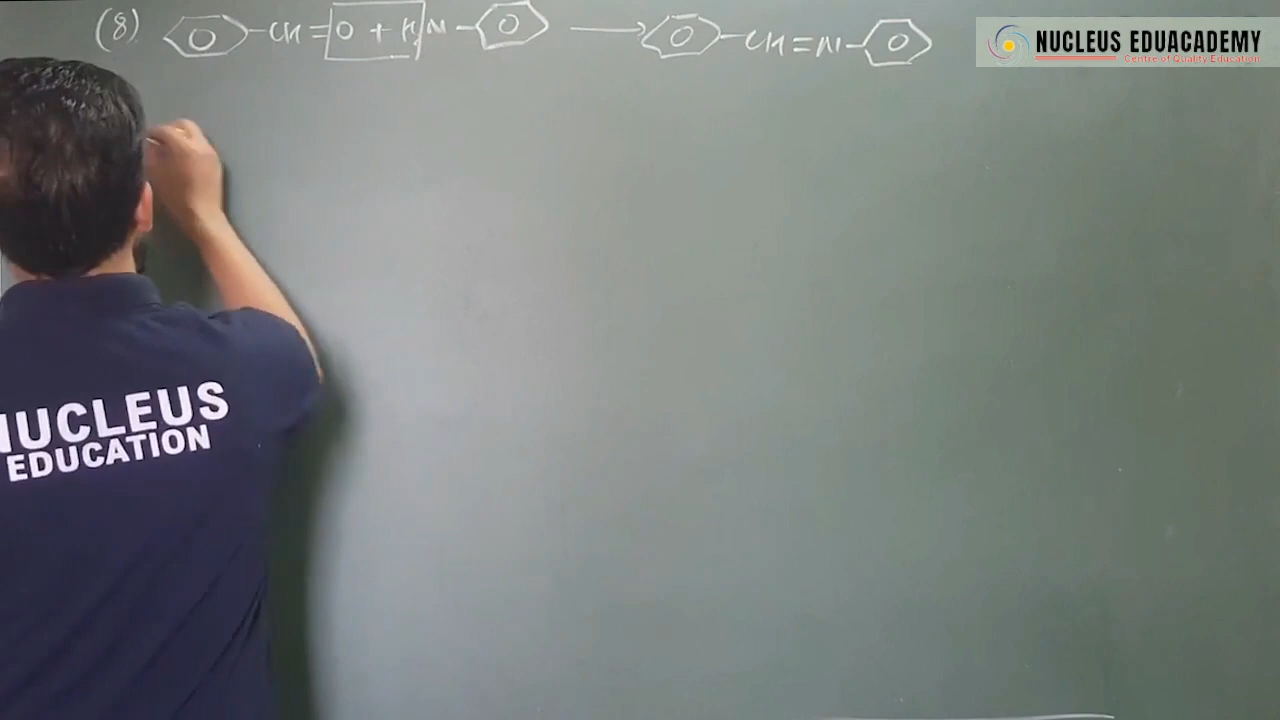 (8) CH=O + H2N ⟶ CH=N
NUCLEUS EDUACADEMY
Centre of Quality Education
NUCLEUS
EDUCATION